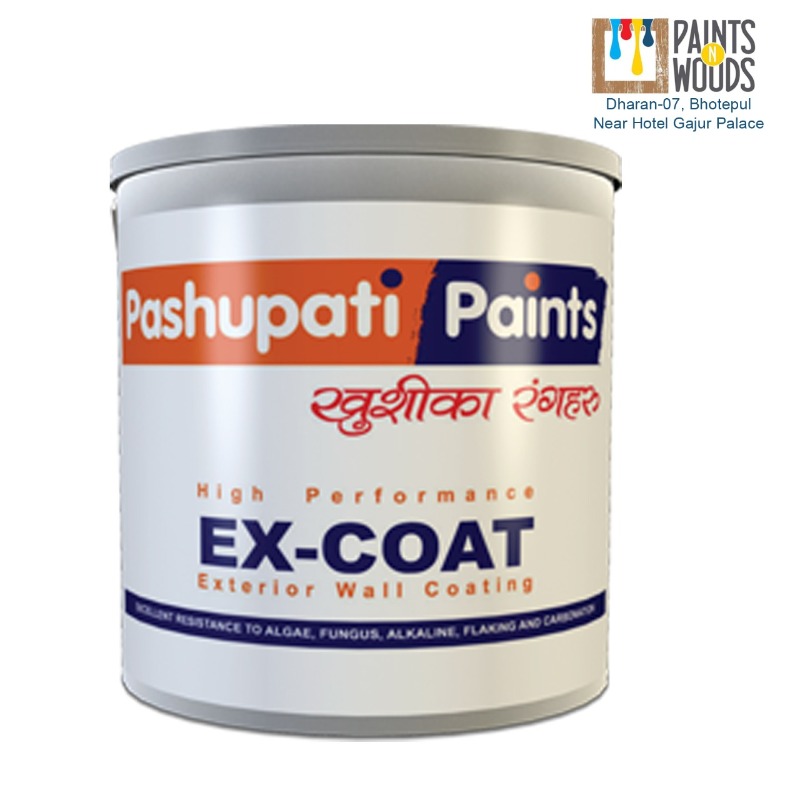 PAINTS
N
WOODS
Dharan-07, Bhotepul
Near Hotel Gajur Palace
Pashupati Paints
खुशीका रंगहरु
High Performance
EX-COAT
Exterior Wall Coating
EXCELLENT RESISTANCE TO ALGAE, FUNGUS, ALKALINE, FLAKING AND CARBONATION